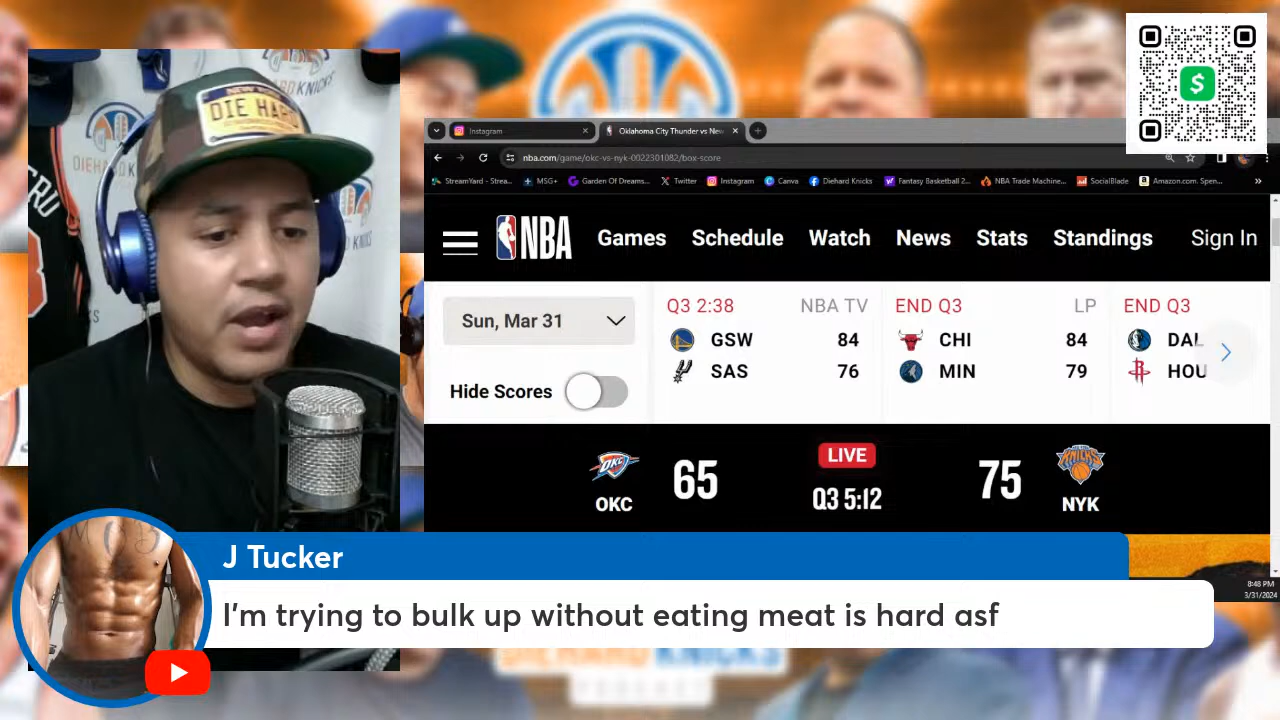 NEW YORK
DIE HARD
Instagram
Oklahoma City Thunder vs New
nba.com/game/okc-vs-nyk-0022301082/box-score
StreamYard - Strea... MSG+ Garden Of Dreams... Twitter Instagram Canva Diehard Knicks Fantasy Basketball 2... NBA Trade Machine... SocialBlade Amazon.com. Spen... »
NBA Games Schedule Watch News Stats Standings Sign In
Sun, Mar 31
Hide Scores
Q3 2:38 NBA TV
GSW 84
SAS 76
END Q3 LP
CHI 84
MIN 79
END Q3
DAL
HOU
OKC
65
LIVE
Q3 5:12
75
NYK
8:48 PM
3/31/2024
J Tucker
I'm trying to bulk up without eating meat is hard asf
DIEHARD KNICKS